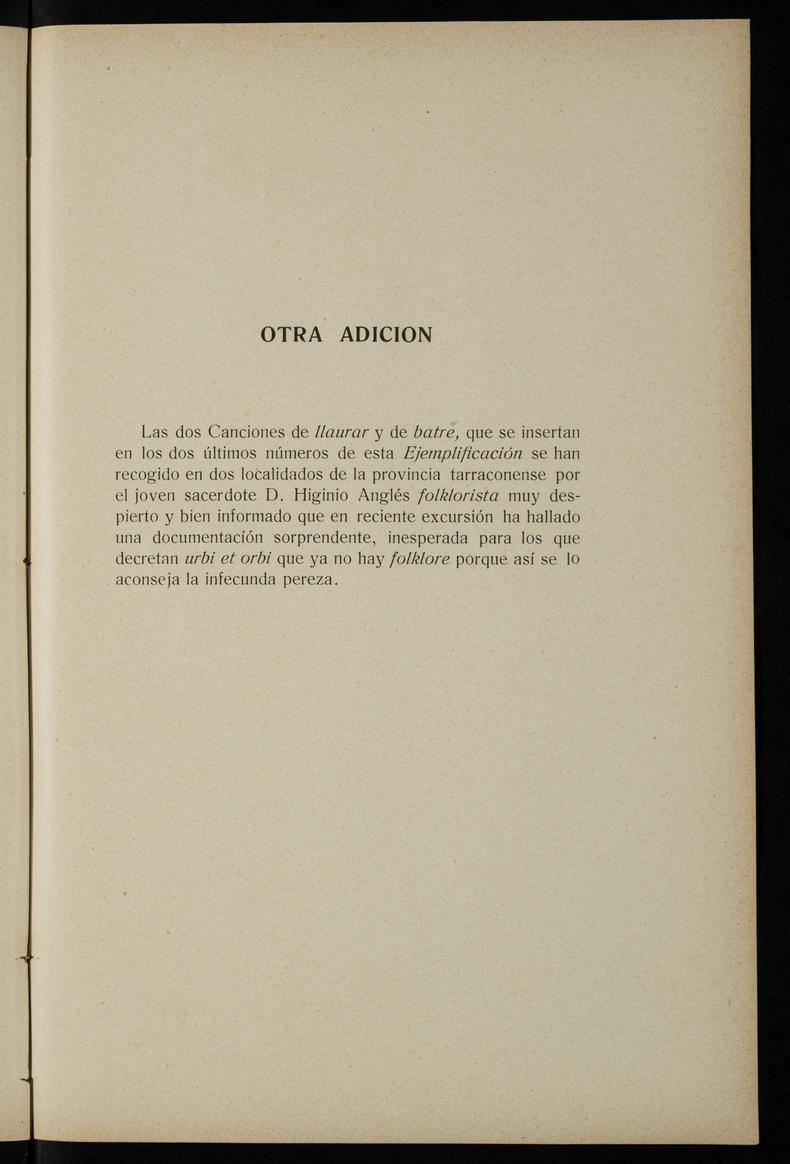 OTRA ADICION
Las dos Canciones de llaurar y de batre, que se insertan
en los dos últimos números de esta Ejemplificación se han
recogido en dos localidados de la provincia tarraconense por
el joven sacerdote D. Higinio Anglés folklorista muy des-
pierto y bien informado que en reciente excursión ha hallado
una documentacíón sorprendente, inesperada para los que
decretan urbi et orbi que ya no hay folklore porque así se lo
aconseja la infecunda pereza.